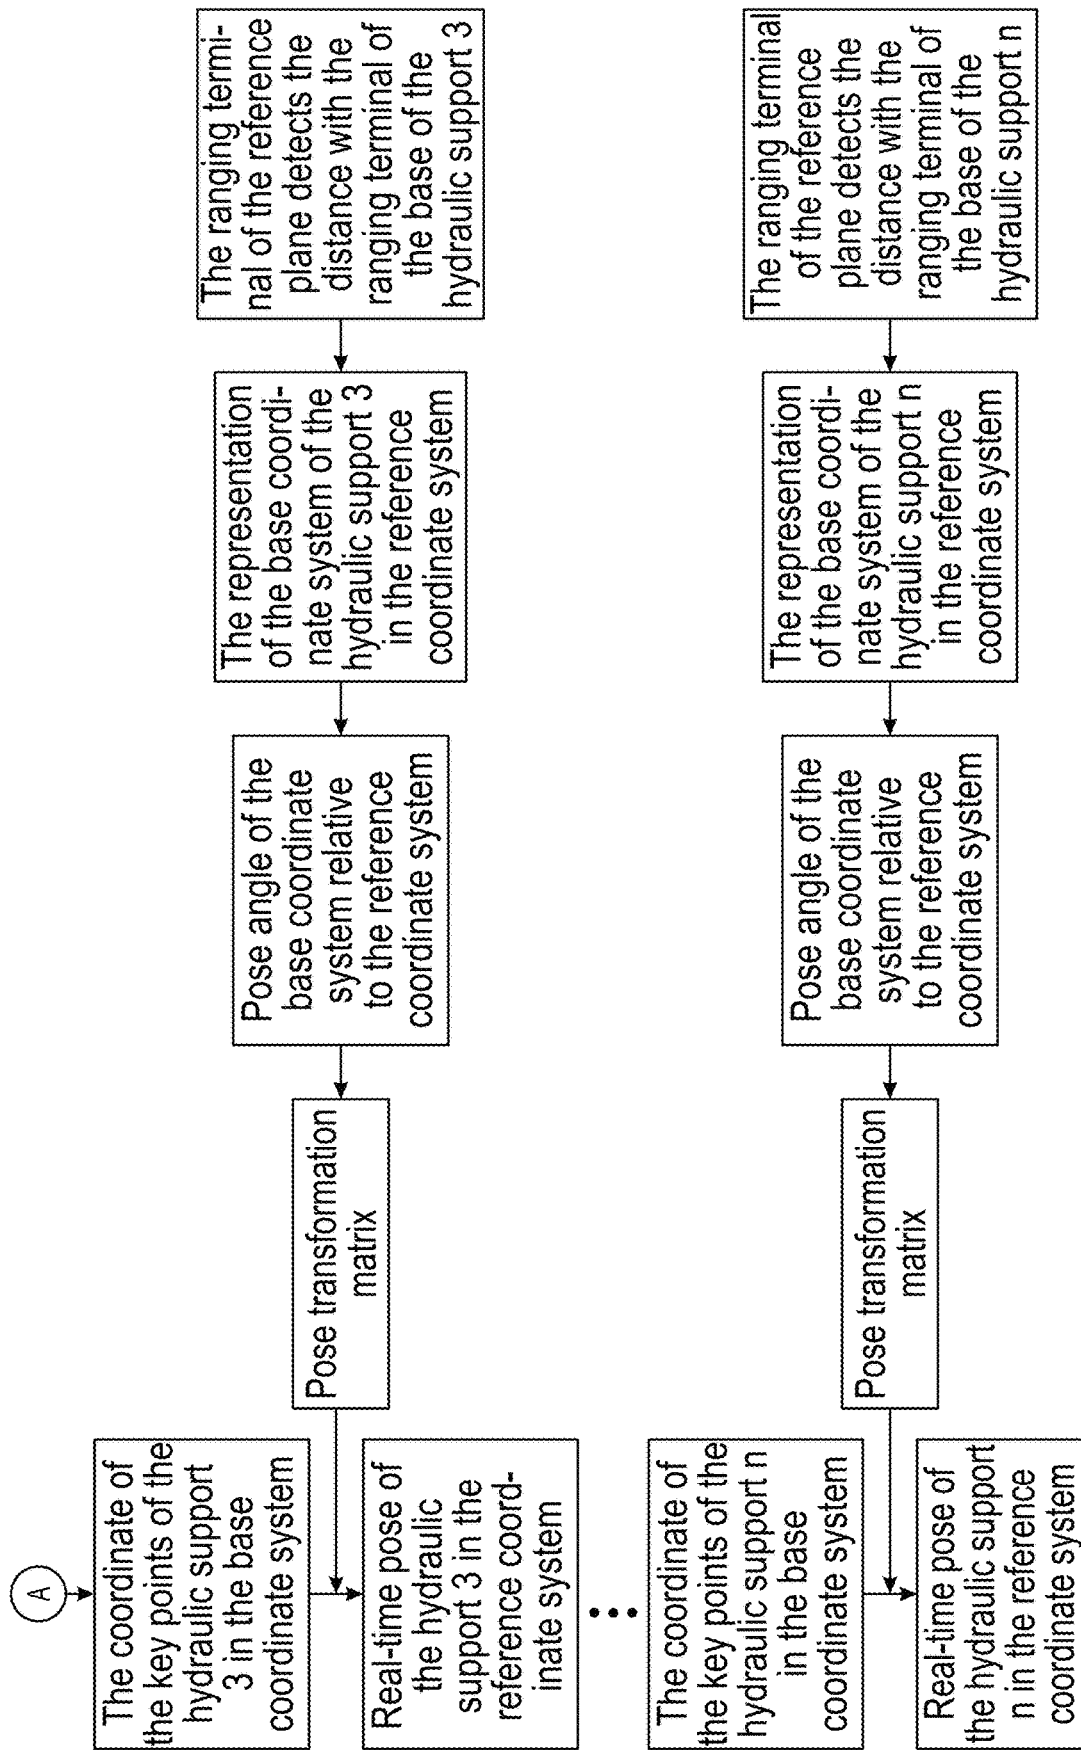 A
The coordinate of
the key points of the
hydraulic support
3 in the base
coordinate system
Real-time pose of
the hydraulic
support 3 in the
reference coord-
inate system
Pose transformation
matrix
Pose angle of the
base coordinate
system relative
to the reference
coordinate system
The representation
of the base coordi-
nate system of the
hydraulic support 3
in the reference
coordinate system
The ranging termi-
nal of the reference
plane detects the
distance with the
ranging terminal of
the base of the
hydraulic support 3
•••
The coordinate of
the key points of the
hydraulic support n
in the base
coordinate system
Real-time pose of
the hydraulic support
n in the reference
coordinate system
Pose transformation
matrix
Pose angle of the
base coordinate
system relative
to the reference
coordinate system
The representation
of the base coordi-
nate system of the
hydraulic support n
in the reference
coordinate system
The ranging terminal
of the reference
plane detects the
distance with the
ranging terminal of
the base of the
hydraulic support n